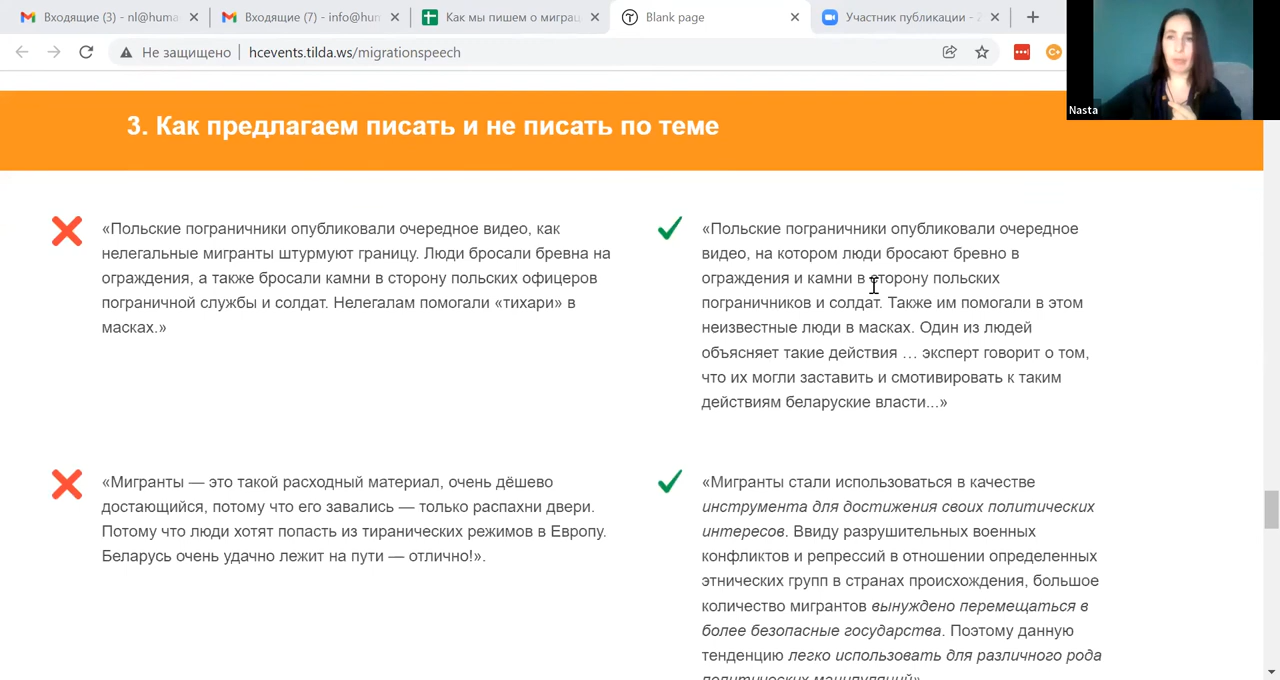 Входящие (3) - nl@huma
Входящие (7) - info@hum
Как мы пишем о миграц
Blank page
Участник публикации -
Не защищено
hcevents.tilda.ws/migrationspeech
Nasta
3. Как предлагаем писать и не писать по теме
«Польские пограничники опубликовали очередное видео, как
нелегальные мигранты штурмуют границу. Люди бросали бревна на
ограждения, а также бросали камни в сторону польских офицеров
пограничной службы и солдат. Нелегалам помогали «тихари» в
масках.»
«Польские пограничники опубликовали очередное
видео, на котором люди бросают бревно в
ограждения и камни в сторону польских
пограничников и солдат. Также им помогали в этом
неизвестные люди в масках. Один из людей
объясняет такие действия … эксперт говорит о том,
что их могли заставить и смотивировать к таким
действиям беларуские власти...»
«Мигранты — это такой расходный материал, очень дёшево
достающийся, потому что его завались — только распахни двери.
Потому что люди хотят попасть из тиранических режимов в Европу.
Беларусь очень удачно лежит на пути — отлично!».
«Мигранты стали использоваться в качестве
инструмента для достижения своих политических
интересов. Ввиду разрушительных военных
конфликтов и репрессий в отношении определенных
этнических групп в странах происхождения, большое
количество мигрантов вынуждено перемещаться в
более безопасные государства. Поэтому данную
тенденцию легко использовать для различного рода
политических манипуляций»